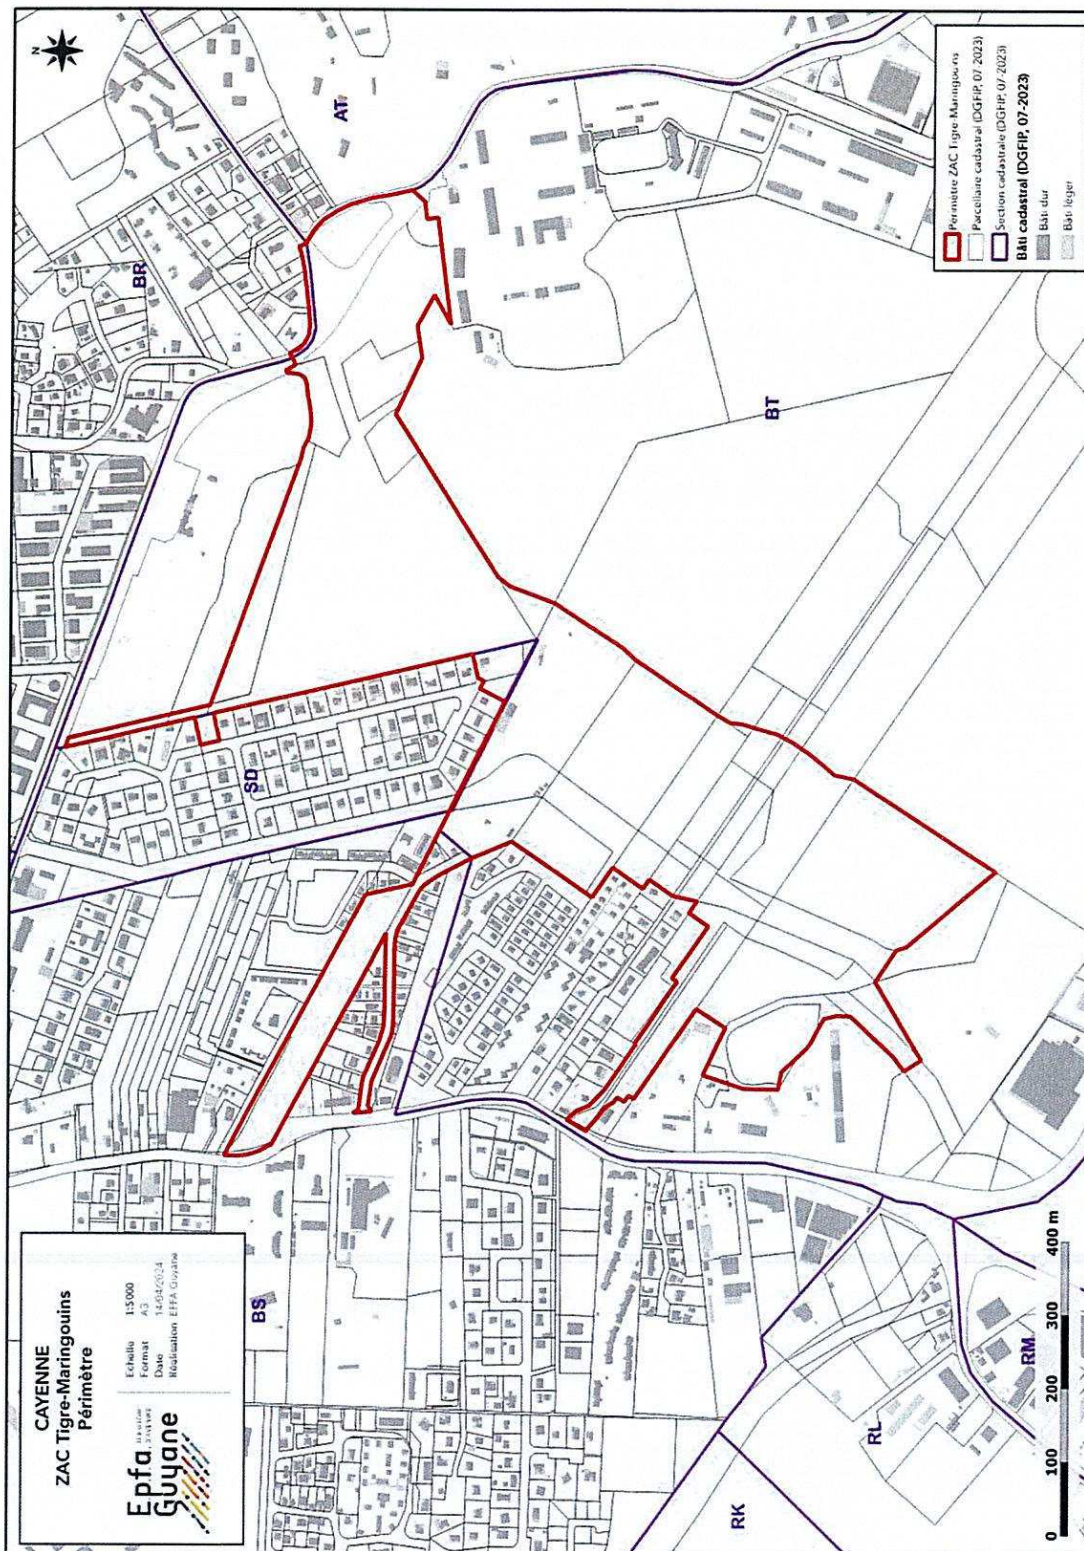 CAYENNE
ZAC Tigre-Maringouins
Périmètre
Epfa
Guyane
Echelle 1:5 000
Format A3
Date 14/04/2024
Réalisation EPFA Guyane
N
AT
BR
SD
BT
BS
RK
RL
RM
Périmètre ZAC Tigre-Maringouins
Parcellaire cadastral (DGFIP, 07-2023)
Section cadastrale (DGFIP, 07-2023)
Bâti cadastral (DGFIP, 07-2023)
Bâti dur
Bâti léger
0 100 200 300 400 m